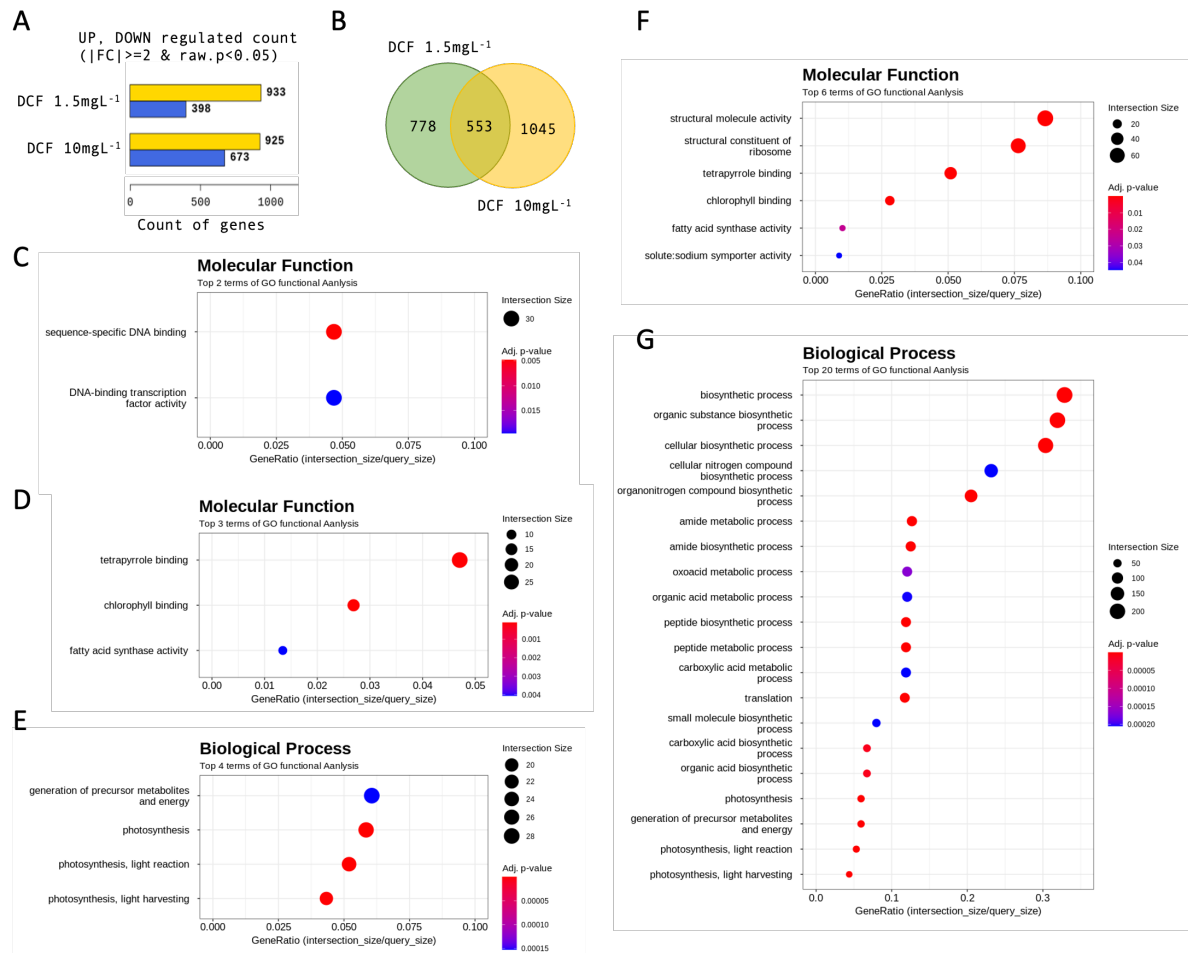 A
UP, DOWN regulated count
(|FC|>=2 & raw.p<0.05)
DCF 1.5mgL-1
933
398
DCF 10mgL-1
925
673
0 500 1000
Count of genes
B
DCF 1.5mgL-1
778 553 1045
DCF 10mgL-1
C
Molecular Function
Top 2 terms of GO functional Aanlysis
sequence-specific DNA binding
DNA-binding transcription
factor activity
0.000 0.025 0.050 0.075 0.100
GeneRatio (intersection_size/query_size)
Intersection Size
30
Adj. p-value
0.005
0.010
0.015
D
Molecular Function
Top 3 terms of GO functional Aanlysis
tetrapyrrole binding
chlorophyll binding
fatty acid synthase activity
0.00 0.01 0.02 0.03 0.04 0.05
GeneRatio (intersection_size/query_size)
Intersection Size
10
15
20
25
Adj. p-value
0.001
0.002
0.003
0.004
E
Biological Process
Top 4 terms of GO functional Aanlysis
generation of precursor metabolites
and energy
photosynthesis
photosynthesis, light reaction
photosynthesis, light harvesting
0.000 0.025 0.050 0.075 0.100
GeneRatio (intersection_size/query_size)
Intersection Size
20
22
24
26
28
Adj. p-value
0.00005
0.00010
0.00015
F
Molecular Function
Top 6 terms of GO functional Aanlysis
structural molecule activity
structural constituent of
ribosome
tetrapyrrole binding
chlorophyll binding
fatty acid synthase activity
solute:sodium symporter activity
0.000 0.025 0.050 0.075 0.100
GeneRatio (intersection_size/query_size)
Intersection Size
20
40
60
Adj. p-value
0.01
0.02
0.03
0.04
G
Biological Process
Top 20 terms of GO functional Aanlysis
biosynthetic process
organic substance biosynthetic
process
cellular biosynthetic process
cellular nitrogen compound
biosynthetic process
organonitrogen compound biosynthetic
process
amide metabolic process
amide biosynthetic process
oxoacid metabolic process
organic acid metabolic process
peptide biosynthetic process
peptide metabolic process
carboxylic acid metabolic
process
translation
small molecule biosynthetic
process
carboxylic acid biosynthetic
process
organic acid biosynthetic
process
photosynthesis
generation of precursor metabolites
and energy
photosynthesis, light reaction
photosynthesis, light harvesting
0.0 0.1 0.2 0.3
GeneRatio (intersection_size/query_size)
Intersection Size
50
100
150
200
Adj. p-value
0.00005
0.00010
0.00015
0.00020